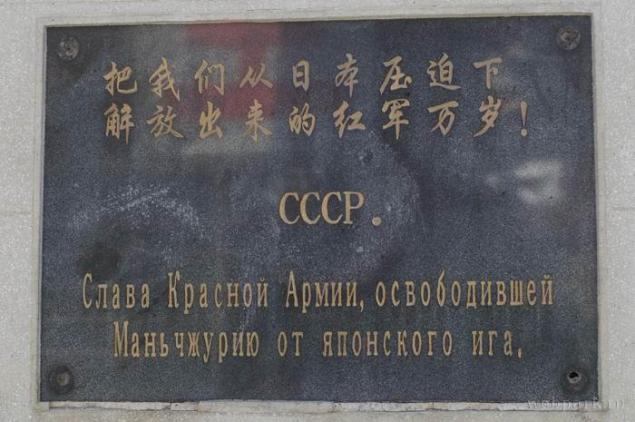 把我们从日本压迫下
解放出来的红军万岁!
СССР.
Слава Красной Армии, освободившей
Маньчжурию от японского ига.